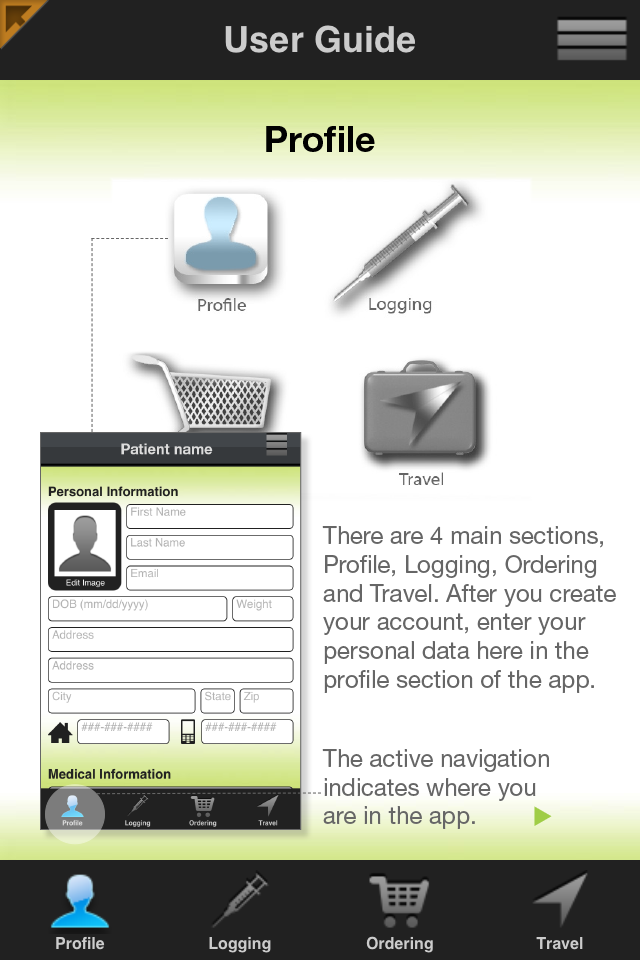 User Guide
Profile
Profile
Logging
Travel
Patient name
Personal Information
First Name
Last Name
Email
Edit Image
DOB (mm/dd/yyyy)
Weight
Address
Address
City
State
Zip
###-###-####
###-###-####
Medical Information
Profile
Logging
Ordering
Travel
There are 4 main sections,
Profile, Logging, Ordering
and Travel. After you create
your account, enter your
personal data here in the
profile section of the app.
The active navigation
indicates where you
are in the app.
Profile
Logging
Ordering
Travel